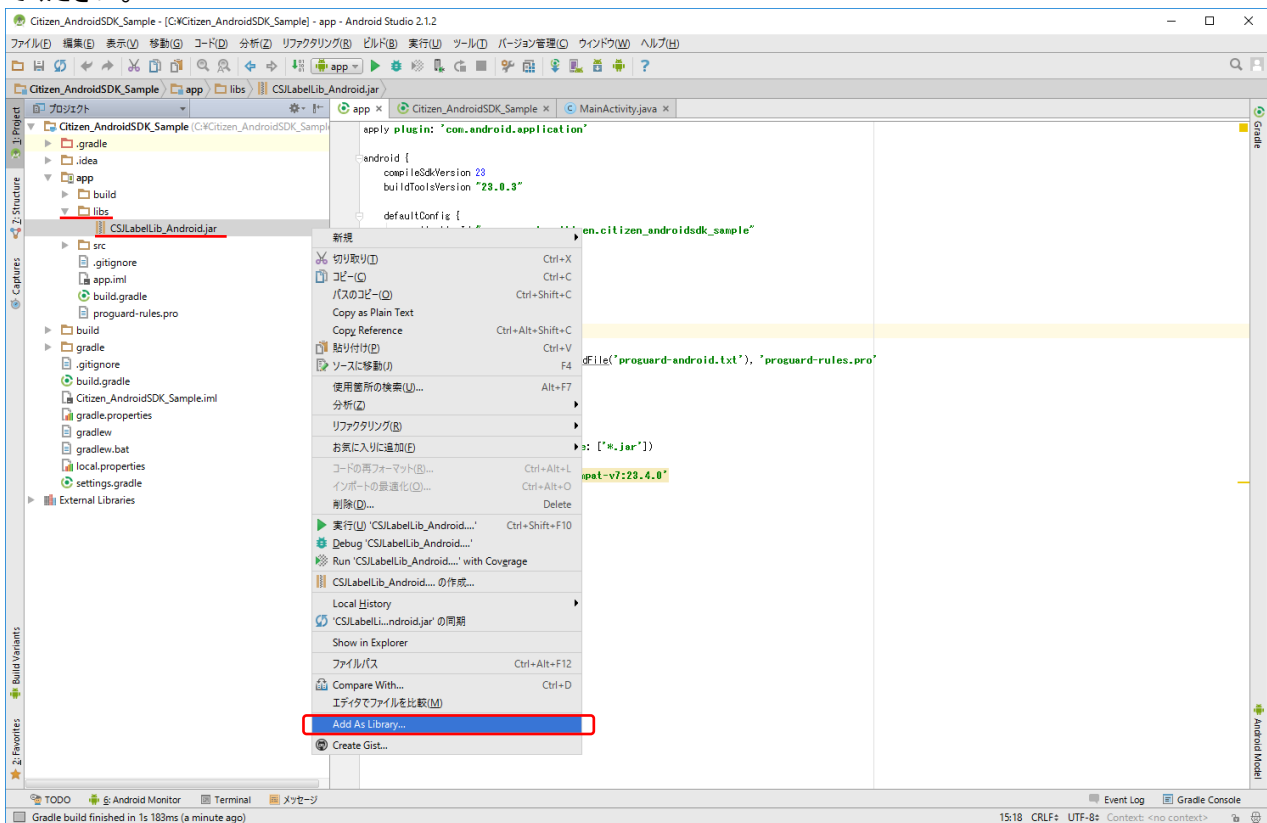 Citizen_AndroidSDK_Sample - [C:¥Citizen_AndroidSDK_Sample] - app - Android Studio 2.1.2
ファイル(F) 編集(E) 表示(V) 移動(G) コード(D) 分析(Z) リファクタリング(R) ビルド(B) 実行(U) ツール(T) バージョン管理(C) ウィンドウ(W) ヘルプ(H)
app
Citizen_AndroidSDK_Sample app libs CSJLabelLib_Android.jar
プロジェクト
app Citizen_AndroidSDK_Sample MainActivity.java
1: Project
Z: Structure
Captures
Build Variants
2: Favorites
Citizen_AndroidSDK_Sample (C:¥Citizen_AndroidSDK_Sampl
.gradle
.idea
app
build
libs
CSJLabelLib_Android.jar
src
.gitignore
app.iml
build.gradle
proguard-rules.pro
build
gradle
.gitignore
build.gradle
Citizen_AndroidSDK_Sample.iml
gradle.properties
gradlew
gradlew.bat
local.properties
settings.gradle
External Libraries
apply plugin: 'com.android.application'
android {
compileSdkVersion 23
buildToolsVersion "23.0.3"
defaultConfig {
en.citizen_androidsdk_sample"
dFile('proguard-android.txt'), 'proguard-rules.pro'
e: ['*.jar'])
mpat-v7:23.4.0'
新規
切り取り(T) Ctrl+X
コピー(C) Ctrl+C
パスのコピー(O) Ctrl+Shift+C
Copy as Plain Text
Copy Reference Ctrl+Alt+Shift+C
貼り付け(P) Ctrl+V
ソースに移動(J) F4
使用箇所の検索(U)... Alt+F7
分析(Z)
リファクタリング(R)
お気に入りに追加(F)
コードの再フォーマット(R)... Ctrl+Alt+L
インポートの最適化(O)... Ctrl+Alt+O
削除(D)... Delete
実行(U) 'CSJLabelLib_Android....' Ctrl+Shift+F10
Debug 'CSJLabelLib_Android....'
Run 'CSJLabelLib_Android....' with Coverage
CSJLabelLib_Android.... の作成...
Local History
'CSJLabelLi...ndroid.jar' の同期
Show in Explorer
ファイルパス Ctrl+Alt+F12
Compare With... Ctrl+D
エディタでファイルを比較(M)
Add As Library...
Create Gist...
Gradle
Android Model
TODO 6: Android Monitor Terminal メッセージ Event Log Gradle Console
Gradle build finished in 1s 183ms (a minute ago) 15:18 CRLF÷ UTF-8÷ Context: <no context>